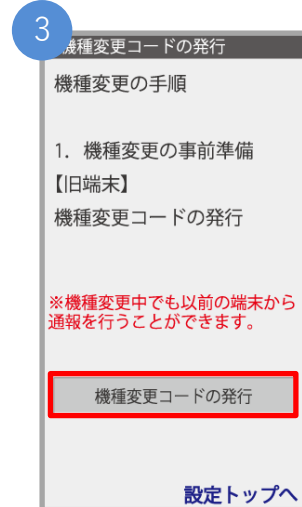 3
機種変更コードの発行
機種変更の手順
1. 機種変更の事前準備
【旧端末】
機種変更コードの発行
※機種変更中でも以前の端末から
通報を行うことができます。
機種変更コードの発行
設定トップへ